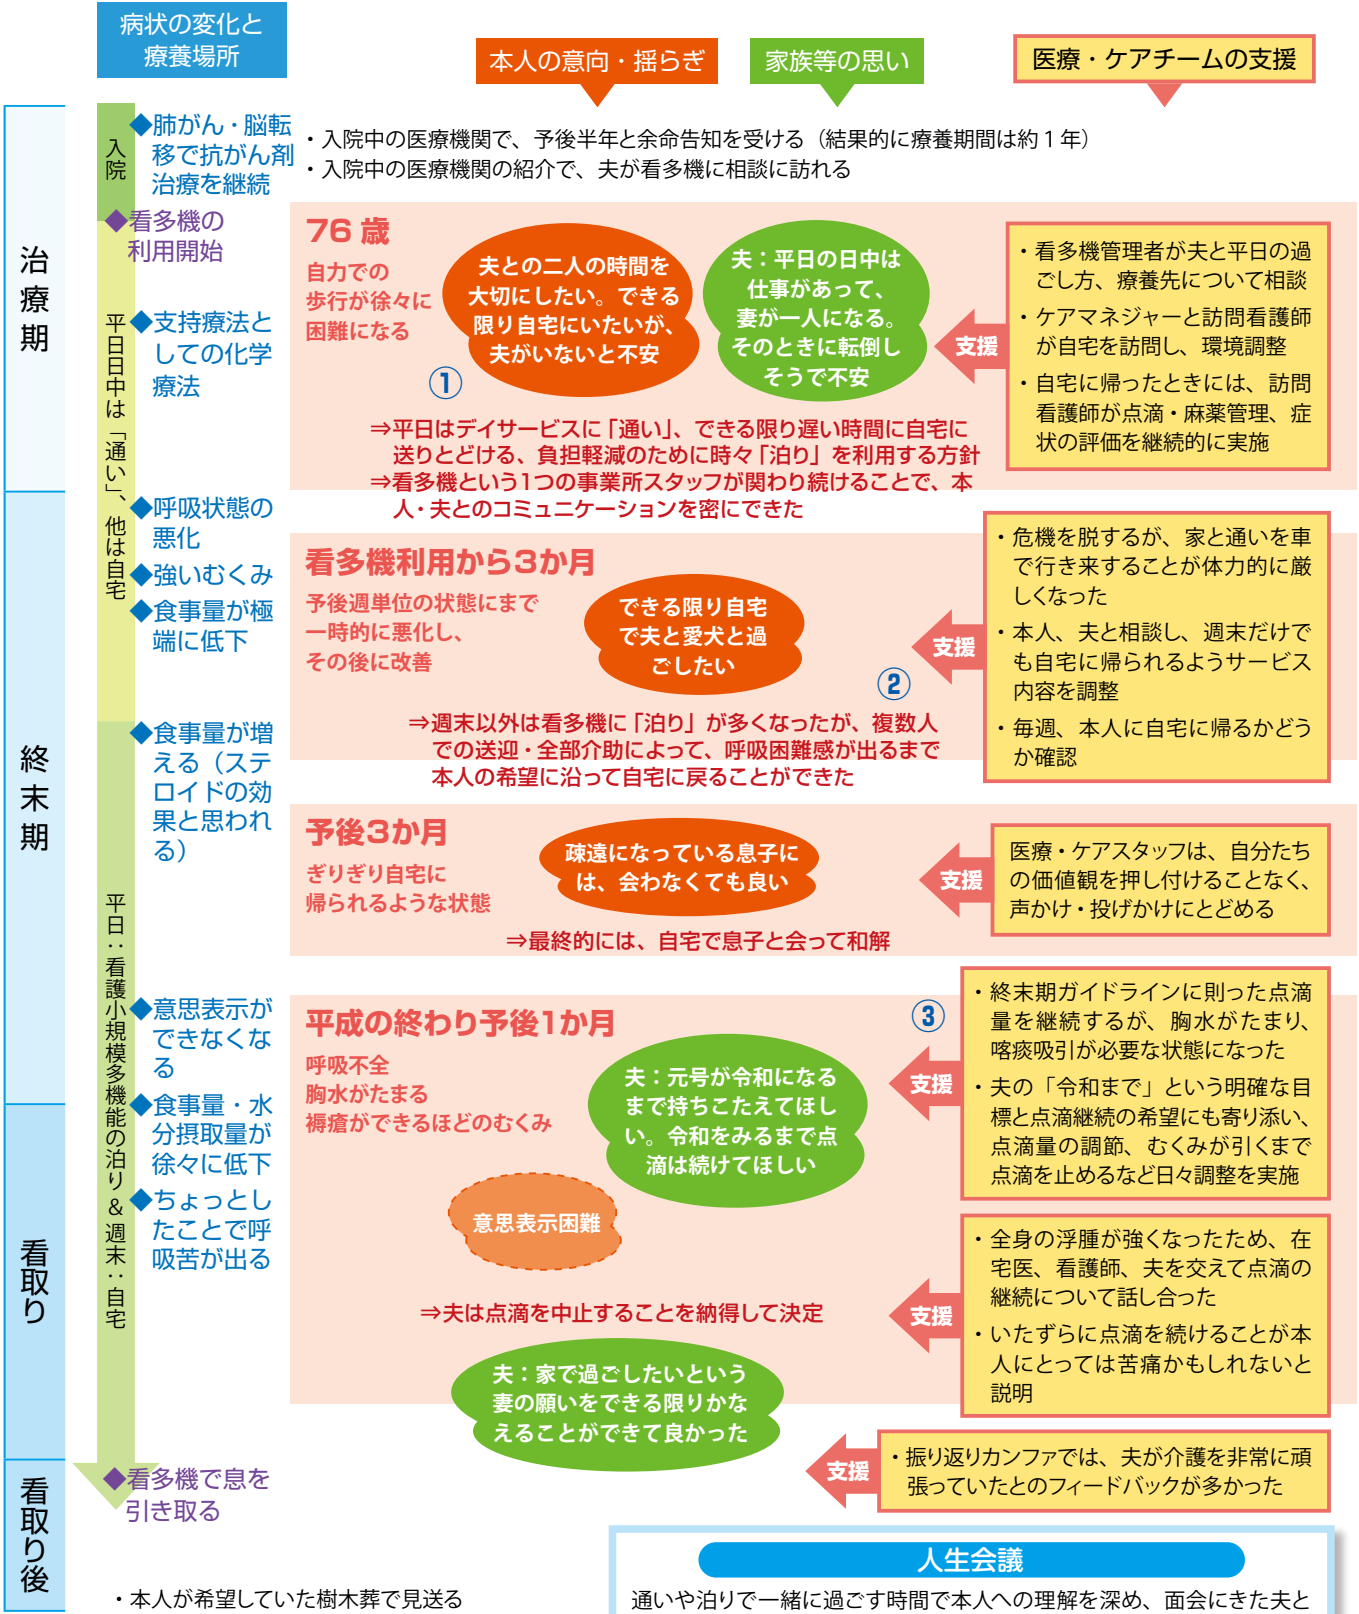 病状の変化と
療養場所
本人の意向・揺らぎ
家族等の思い
医療・ケアチームの支援
治療期
終末期
看取り
看取り後
入院
平日日中は「通い」、他は自宅
平日：看護小規模多機能の泊り＆週末：自宅
◆肺がん・脳転
移で抗がん剤
治療を継続
・入院中の医療機関で、予後半年と余命告知を受ける（結果的に療養期間は約１年）
・入院中の医療機関の紹介で、夫が看多機に相談に訪れる
◆看多機の
利用開始
◆支持療法と
しての化学
療法
76歳
自力での
歩行が徐々に
困難になる
夫との二人の時間を
大切にしたい。できる
限り自宅にいたいが、
夫がいないと不安
①
夫：平日の日中は
仕事があって、
妻が一人になる。
そのときに転倒し
そうで不安
支援
・看多機管理者が夫と平日の過
ごし方、療養先について相談
・ケアマネジャーと訪問看護師
が自宅を訪問し、環境調整
・自宅に帰ったときには、訪問
看護師が点滴・麻薬管理、症
状の評価を継続的に実施
⇒平日はデイサービスに「通い」、できる限り遅い時間に自宅に
送りとどける、負担軽減のために時々「泊り」を利用する方針
⇒看多機という1つの事業所スタッフが関わり続けることで、本
人・夫とのコミュニケーションを密にできた
◆呼吸状態の
悪化
◆強いむくみ
◆食事量が極
端に低下
看多機利用から3か月
予後週単位の状態にまで
一時的に悪化し、
その後に改善
できる限り自宅
で夫と愛犬と過
ごしたい
②
支援
・危機を脱するが、家と通いを車
で行き来することが体力的に厳
しくなった
・本人、夫と相談し、週末だけで
も自宅に帰られるようサービス
内容を調整
・毎週、本人に自宅に帰るかどう
か確認
⇒週末以外は看多機に「泊り」が多くなったが、複数人
での送迎・全部介助によって、呼吸困難感が出るまで
本人の希望に沿って自宅に戻ることができた
◆食事量が増
える（ステ
ロイドの効
果と思われ
る）
予後3か月
ぎりぎり自宅に
帰られるような状態
疎遠になっている息子に
は、会わなくても良い
支援
医療・ケアスタッフは、自分たち
の価値観を押し付けることなく、
声かけ・投げかけにとどめる
⇒最終的には、自宅で息子と会って和解
◆意思表示が
できなくな
る
◆食事量・水
分摂取量が
徐々に低下
◆ちょっとし
たことで呼
吸苦が出る
平成の終わり予後1か月
呼吸不全
胸水がたまる
褥瘡ができるほどのむくみ
夫：元号が令和になる
まで持ちこたえてほし
い。令和をみるまで点
滴は続けてほしい
意思表示困難
③
支援
・終末期ガイドラインに則った点滴
量を継続するが、胸水がたまり、
喀痰吸引が必要な状態になった
・夫の「令和まで」という明確な目
標と点滴継続の希望にも寄り添い、
点滴量の調節、むくみが引くまで
点滴を止めるなど日々調整を実施
⇒夫は点滴を中止することを納得して決定
支援
・全身の浮腫が強くなったため、在
宅医、看護師、夫を交えて点滴の
継続について話し合った
・いたずらに点滴を続けることが本
人にとっては苦痛かもしれないと
説明
夫：家で過ごしたいという
妻の願いをできる限りかな
えることができて良かった
支援
・振り返りカンファでは、夫が介護を非常に頑
張っていたとのフィードバックが多かった
◆看多機で息を
引き取る
・本人が希望していた樹木葬で見送る
人生会議
通いや泊りで一緒に過ごす時間で本人への理解を深め、面会にきた夫と